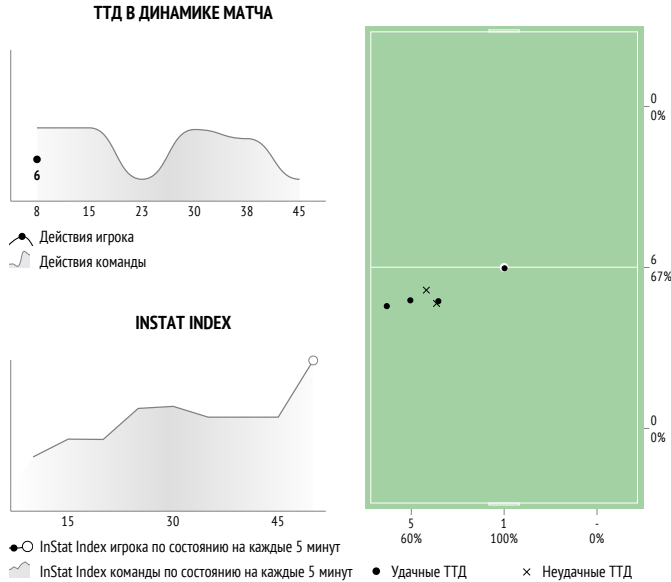 ТТД В ДИНАМИКЕ МАТЧА
6
8 15 23 30 38 45
Действия игрока
Действия команды
INSTAT INDEX
15 30 45
InStat Index игрока по состоянию на каждые 5 минут
InStat Index команды по состоянию на каждые 5 минут
0
0%
6
67%
0
0%
5 1 -
60% 100% 0%
Удачные ТТД Неудачные ТТД